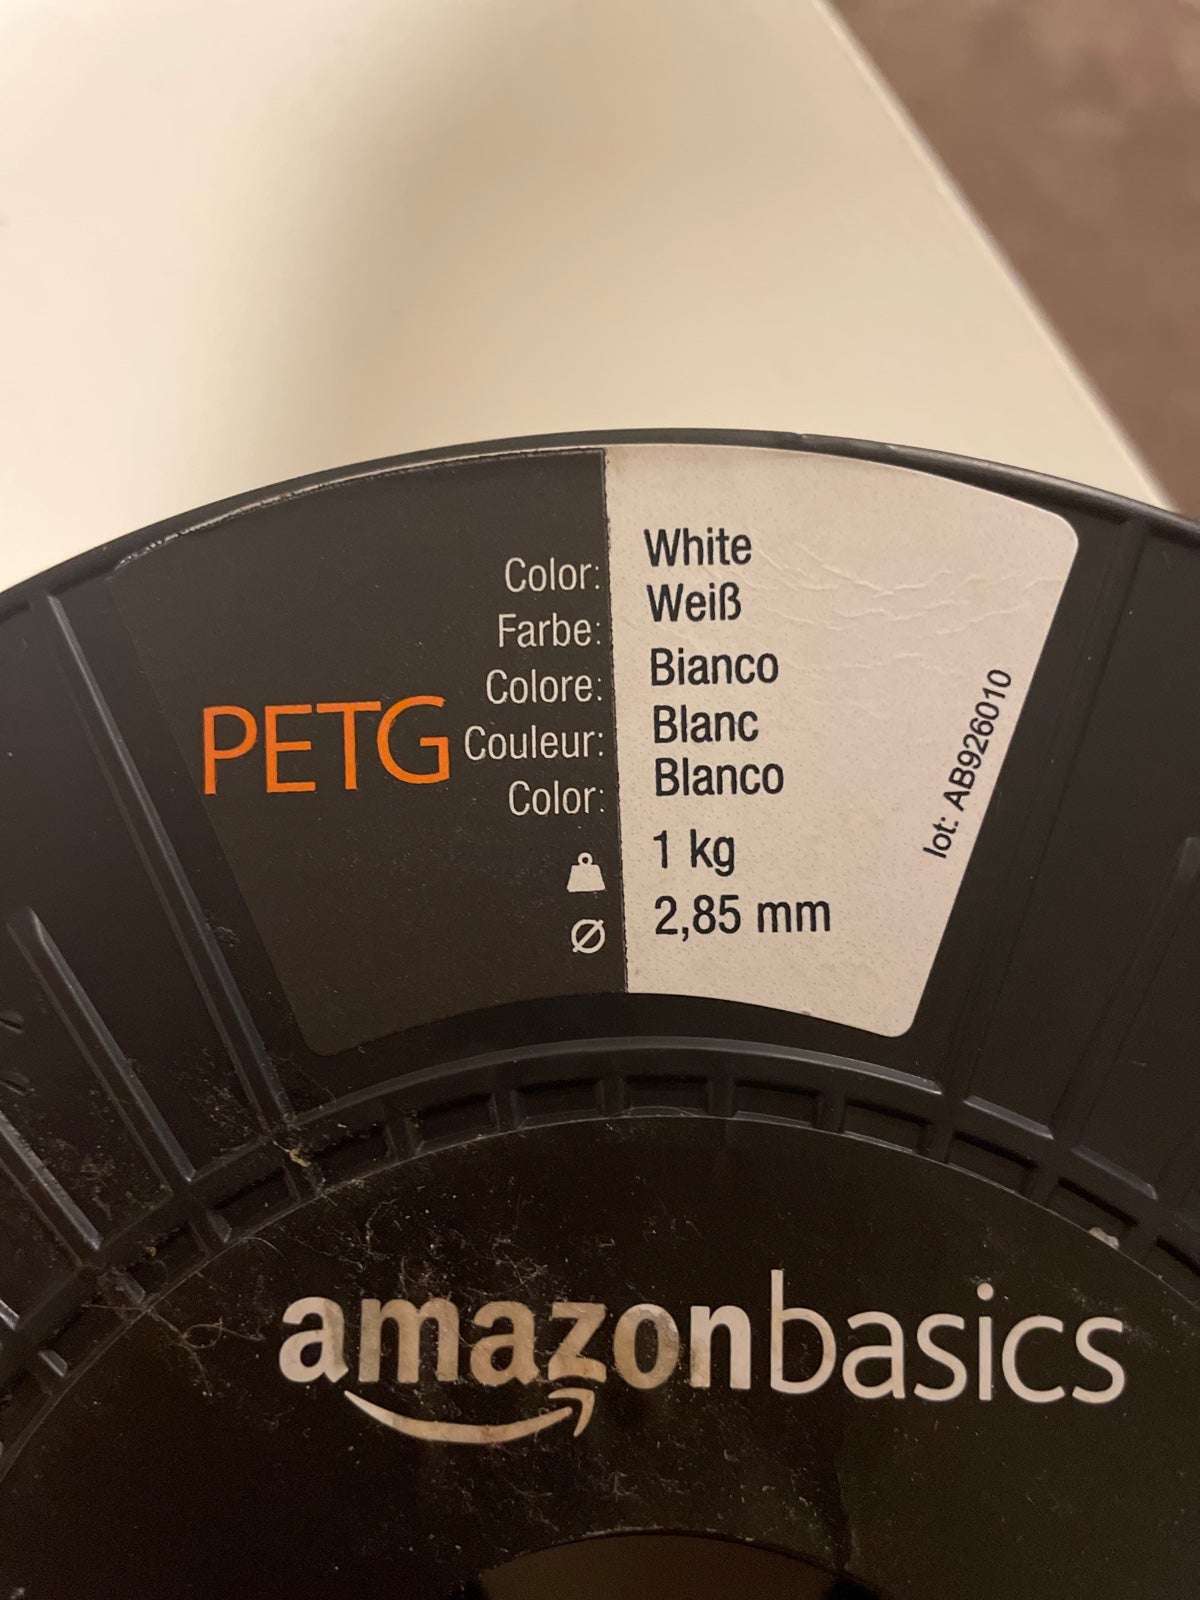 PETG
Color: White
Farbe: Weiß
Colore: Bianco
Couleur: Blanc
Color: Blanco
1 kg
Ø 2,85 mm
lot: AB926010
amazonbasics